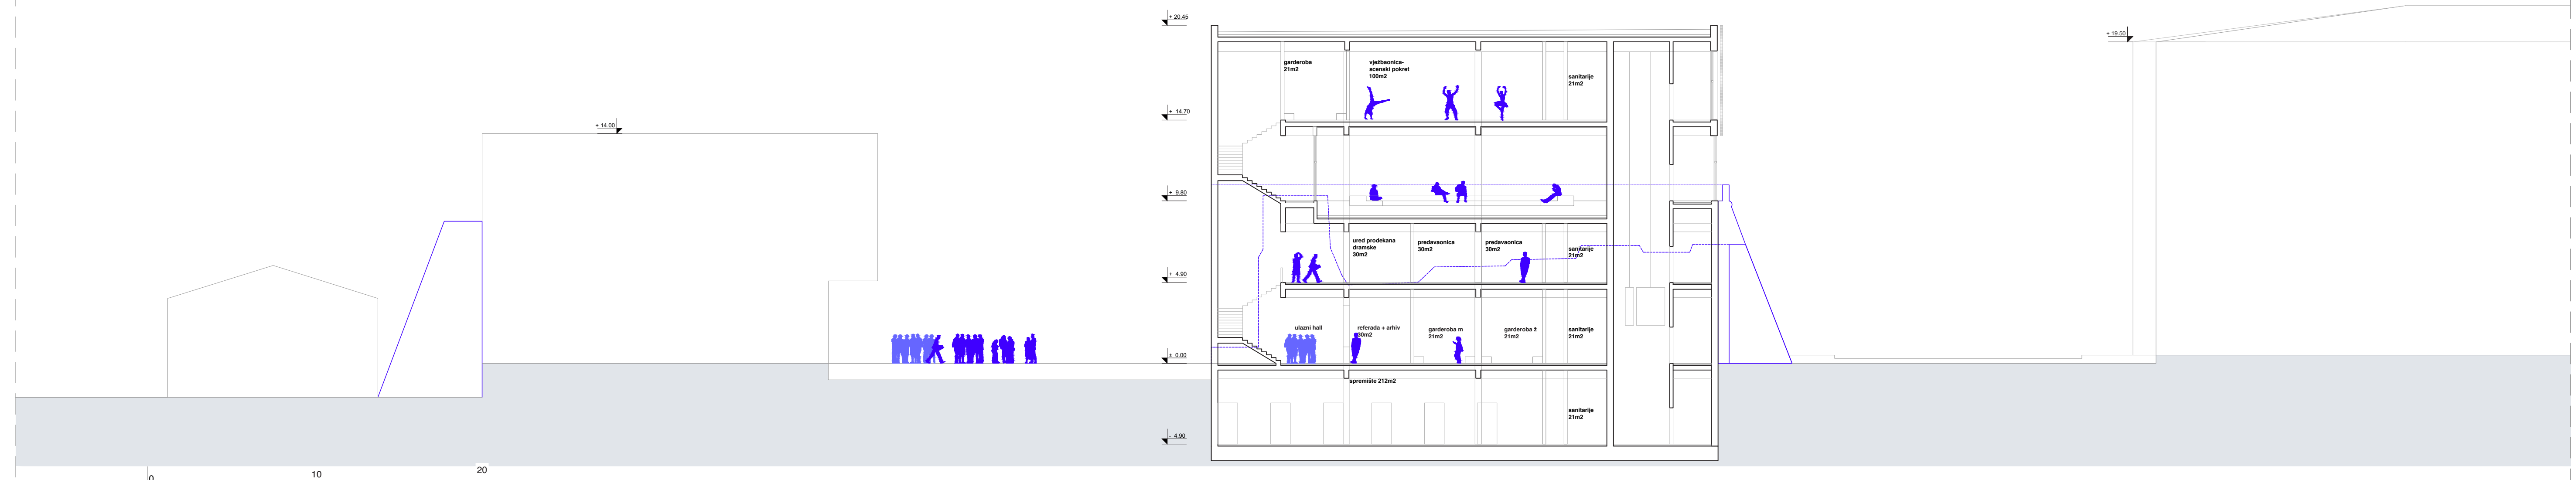 + 20.45
+ 19.50
garderoba
21m2
vježbaonica-
scenski pokret
100m2
sanitarije
21m2
+ 14.70
+ 14.00
+ 9.80
ured prodekana
dramske
30m2
predavaonica
30m2
predavaonica
30m2
sanitarije
21m2
+ 4.90
ulazni hall
referada + arhiv
30m2
garderoba m
21m2
garderoba ž
21m2
sanitarije
21m2
± 0.00
spremište 212m2
sanitarije
21m2
- 4.90
0
10
20